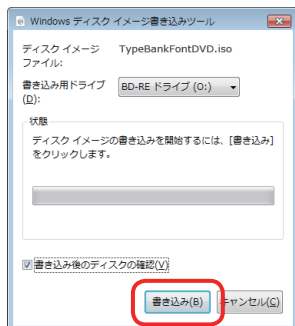 Windows ディスク イメージ書き込みツール
ディスク イメージ TypeBankFontDVD.iso
ファイル:
書き込み用ドライブ BD-RE ドライブ (O:)
(D):
状態
ディスク イメージの書き込みを開始するには、[書き込み]
をクリックします。
書き込み後のディスクの確認(V)
書き込み(B) キャンセル(C)